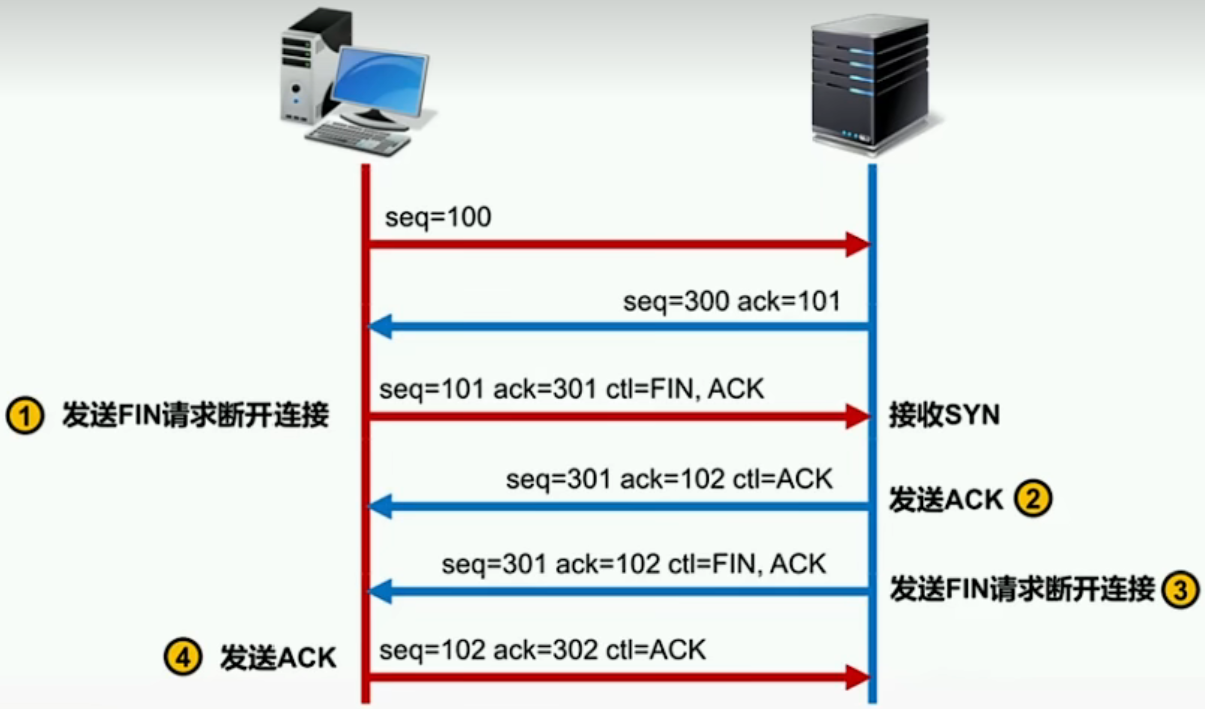 seq=100
seq=300 ack=101
seq=101 ack=301 ctl=FIN, ACK
① 发送FIN请求断开连接
接收SYN
seq=301 ack=102 ctl=ACK
发送ACK ②
seq=301 ack=102 ctl=FIN, ACK
发送FIN请求断开连接 ③
④ 发送ACK
seq=102 ack=302 ctl=ACK